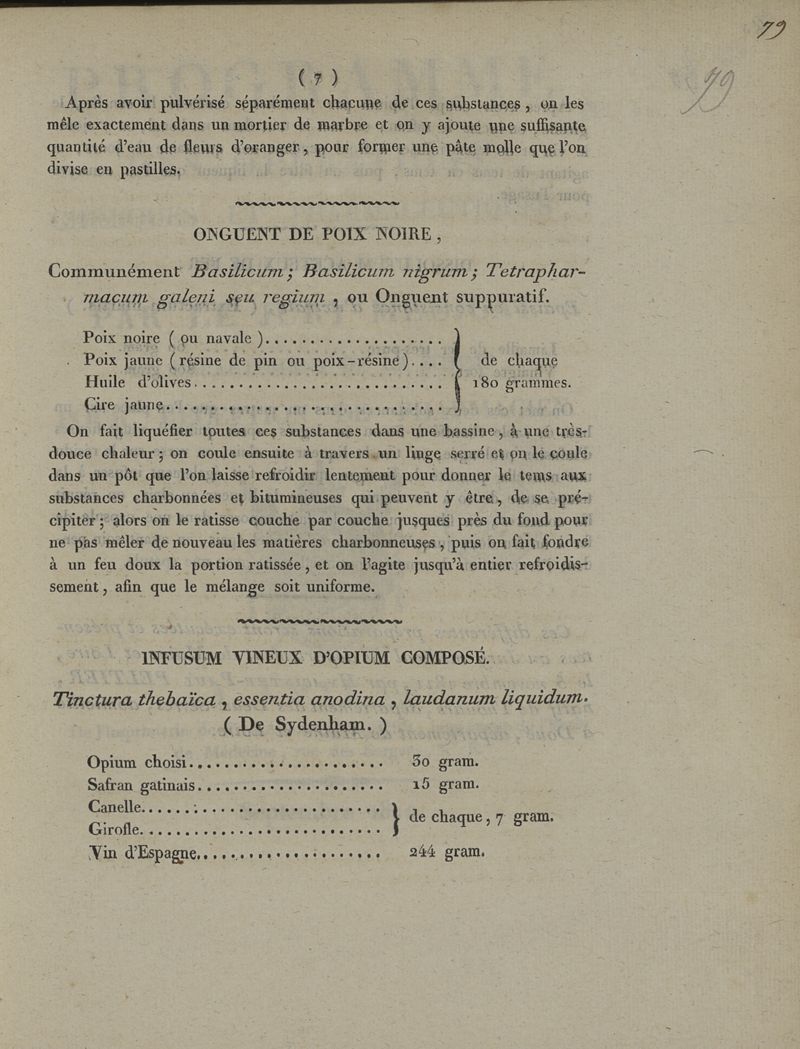 79
79
( 7 )
Après avoir pulvérisé séparément chacune de ces substances, on les
mêle exactement dans un mortier de marbre et on y ajoute une suffisante
quantité d'eau de fleurs d'oranger, pour former une pâte molle que l'on
divise en pastilles.
ONGUENT DE POIX NOIRE,
Communément Basilicum; Basilicum nigrum; Tetraphar-
macum galeni seu regium, ou Onguent suppuratif.
Poix noire ( ou navale )....................
Poix jaune (résine de pin ou poix-résine)....
de chaque
Huile d'olives............................
180 grammes.
Cire jaune...............................
On fait liquéfier toutes ces substances dans une bassine, à une très-
douce chaleur; on coule ensuite à travers un linge serré et on le coule
dans un pôt que l'on laisse refroidir lentement pour donner le tems aux
substances charbonnées et bitumineuses qui peuvent y être, de se pré-
cipiter; alors on le ratisse couche par couche jusques près du fond pour
ne pas mêler de nouveau les matières charbonneuses, puis on fait fondre
à un feu doux la portion ratissée, et on l'agite jusqu'à entier refroidis-
sement, afin que le mélange soit uniforme.
INFUSUM VINEUX D'OPIUM COMPOSÉ.
Tinctura thebaïca, essentia anodina, laudanum liquidum.
( De Sydenham. )
Opium choisi...................... 30 gram.
Safran gatinais..................... 15 gram.
Canelle...........................
de chaque, 7 gram.
Girofle...........................
Vin d'Espagne.................... 244 gram.